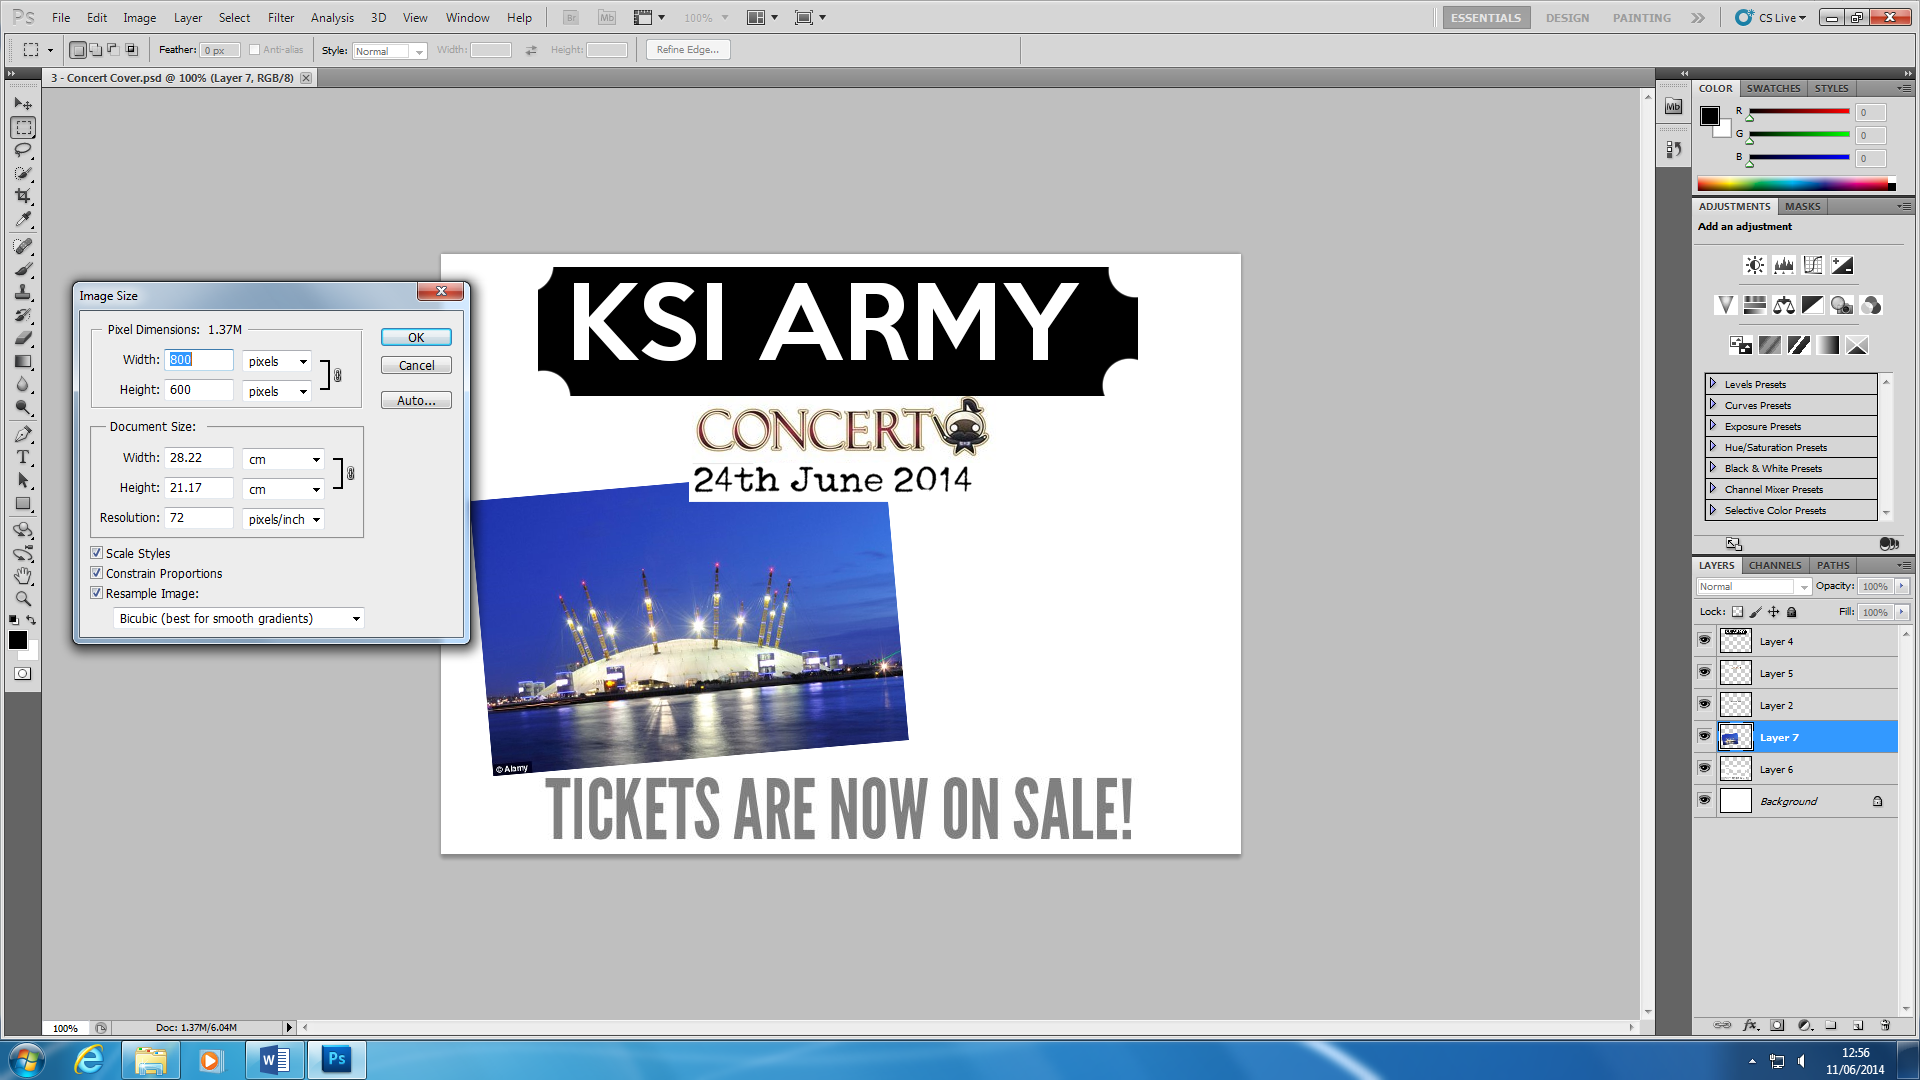 Ps File Edit Image Layer Select Filter Analysis 3D View Window Help Br Mb 100% ESSENTIALS DESIGN PAINTING CS Live
Feather: 0 px Anti-alias Style: Normal Width: Height: Refine Edge...
3 - Concert Cover.psd @ 100% (Layer 7, RGB/8)
Image Size
Pixel Dimensions: 1.37M
Width: 800 pixels
Height: 600 pixels
OK
Cancel
Auto...
Document Size:
Width: 28.22 cm
Height: 21.17 cm
Resolution: 72 pixels/inch
Scale Styles
Constrain Proportions
Resample Image:
Bicubic (best for smooth gradients)
KSI ARMY
CONCERT
24th June 2014
© Alamy
TICKETS ARE NOW ON SALE!
Mb
COLOR SWATCHES STYLES
R 0
G 0
B 0
ADJUSTMENTS MASKS
Add an adjustment
Levels Presets
Curves Presets
Exposure Presets
Hue/Saturation Presets
Black & White Presets
Channel Mixer Presets
Selective Color Presets
LAYERS CHANNELS PATHS
Normal Opacity: 100%
Lock: Fill: 100%
Layer 4
Layer 5
Layer 2
Layer 7
Layer 6
Background
T
100% Doc: 1.37M/6.04M
fx
Ps
12:56
11/06/2014